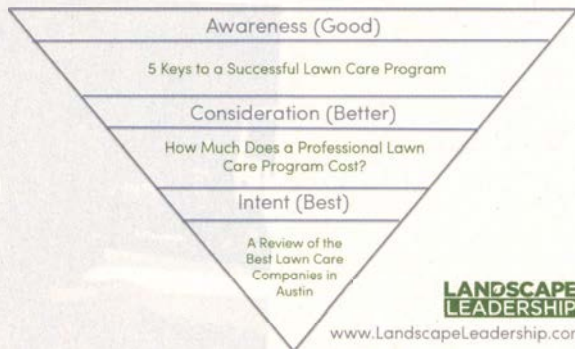 Awareness (Good)
5 Keys to a Successful Lawn Care Program
Consideration (Better)
How Much Does a Professional Lawn
Care Program Cost?
Intent (Best)
A Review of the
Best Lawn Care
Companies in
Austin
LANDSCAPE
LEADERSHIP
www.LandscapeLeadership.com